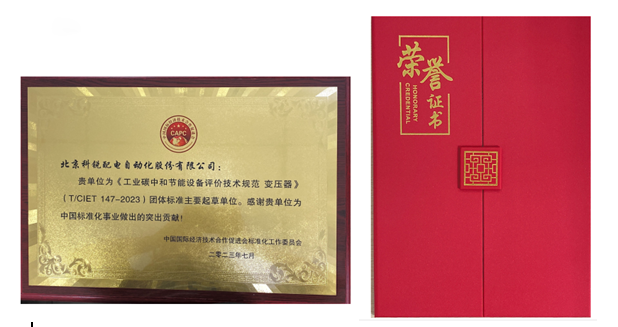 CAPC
北京科锐配电自动化股份有限公司：
贵单位为《工业碳中和节能设备评价技术规范 变压器》
（T/CIET 147-2023）团体标准主要起草单位。感谢贵单位为
中国标准化事业做出的突出贡献！
中国国际经济技术合作促进会标准化工作委员会
二零二三年七月
荣誉
证书
HONORARY
CREDENTIAL